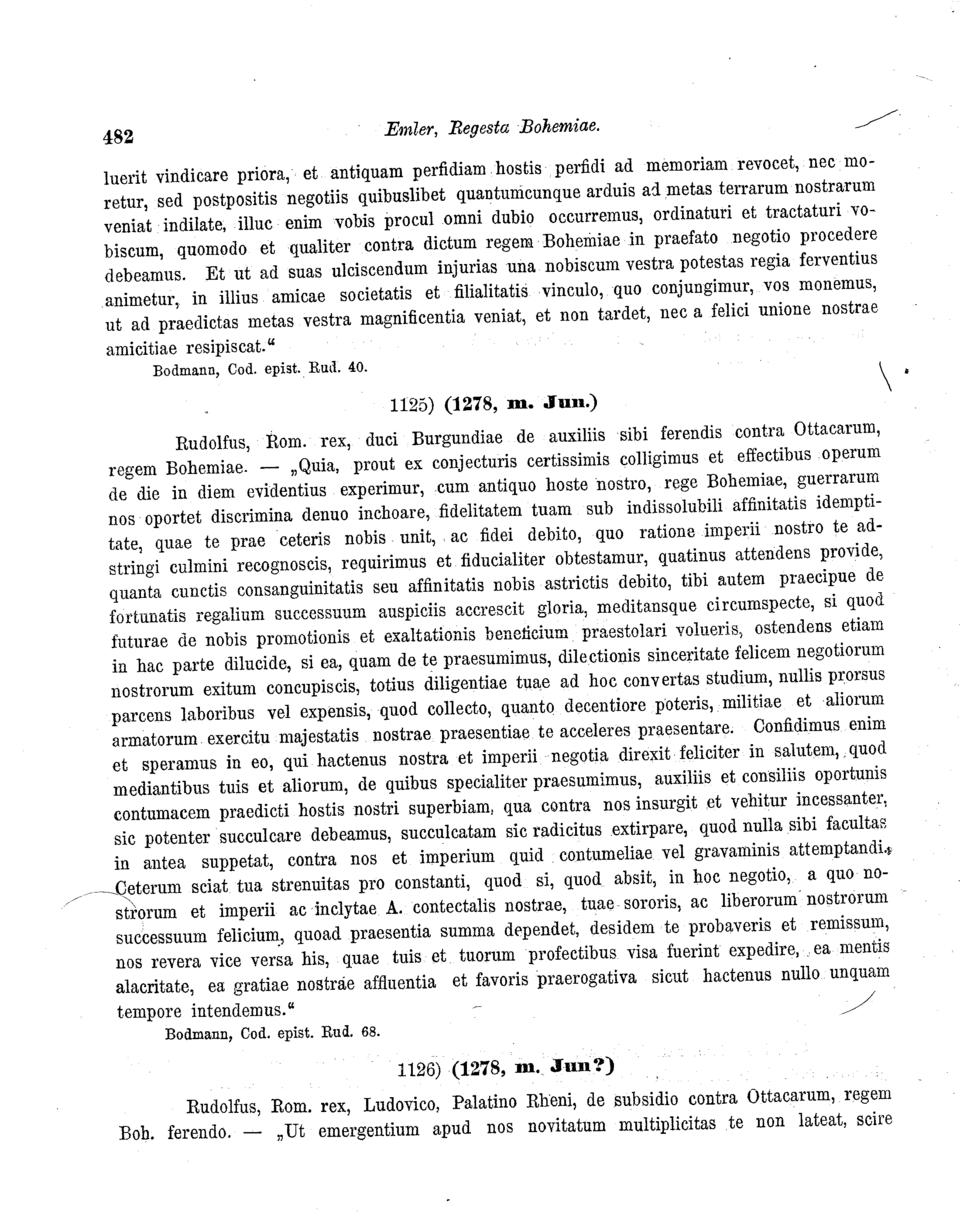 482
Emler, Regesta Bohemiae.
luerit vindicare priora, et antiquam perfidiam hostis perfidi ad memoriam revocet, nec mo-
retur, sed postpositis negotiis quibuslibet quantumcunque arduis ad metas terrarum nostrarum
veniat indilate, illuc enim vobis procul omni dubio occurremus, ordinaturi et tractaturi vo-
biscum, quomodo et qualiter contra dictum regem Bohemiae in praefato negotio procedere
debeamus. Et ut ad suas ulciscendum injurias una nobiscum vestra potestas regia ferventius
animetur, in illius amicae societatis et filialitatis vinculo, quo conjungimur, vos monemus,
ut ad praedictas metas vestra magnificentia veniat, et non tardet, nec a felici unione nostrae
amicitiae resipiscat.“
Bodmann, Cod. epist. Rud. 40.
1125) (1278, m. Jun.)
Rudolfus, Rom. rex, duci Burgundiae de auxiliis sibi ferendis contra Ottacarum,
regem Bohemiae. — „Quia, prout ex conjecturis certissimis colligimus et effectibus operum
de die in diem evidentius experimur, cum antiquo hoste nostro, rege Bohemiae, guerrarum
nos oportet discrimina denuo inchoare, fidelitatem tuam sub indissolubili affinitatis idempti-
tate, quae te prae ceteris nobis unit, ac fidei debito, quo ratione imperii nostro te ad-
stringi culmini recognoscis, requirimus et fiducialiter obtestamur, quatinus attendens provide,
quanta cunctis consanguinitatis seu affinitatis nobis astrictis debito, tibi autem praecipue de
fortunatis regalium successuum auspiciis accrescit gloria, meditansque circumspecte, si quod
futurae de nobis promotionis et exaltationis beneficium praestolari volueris, ostendens etiam
in hac parte dilucide, si ea, quam de te praesumimus, dilectionis sinceritate felicem negotiorum
nostrorum exitum concupiscis, totius diligentiae tuae ad hoc convertas studium, nullis prorsus
parcens laboribus vel expensis, quod collecto, quanto decentiore poteris, militiae et aliorum
armatorum exercitu majestatis nostrae praesentiae te acceleres praesentare. Confidimus enim
et speramus in eo, qui hactenus nostra et imperii negotia direxit feliciter in salutem, quod
mediantibus tuis et aliorum, de quibus specialiter praesumimus, auxiliis et consiliis oportunis
contumacem praedicti hostis nostri superbiam, qua contra nos insurgit et vehitur incessanter,
sic potenter succulcare debeamus, succulcatam sic radicitus extirpare, quod nulla sibi facultas
in antea suppetat, contra nos et imperium quid contumeliae vel gravaminis attemptandi.
Ceterum sciat tua strenuitas pro constanti, quod si, quod absit, in hoc negotio, a quo no-
strorum et imperii ac inclytae A. contectalis nostrae, tuae sororis, ac liberorum nostrorum
successuum felicium, quoad praesentia summa dependet, desidem te probaveris et remissum,
nos revera vice versa his, quae tuis et tuorum profectibus visa fuerint expedire, ea mentis
alacritate, ea gratiae nostrae affluentia et favoris praerogativa sicut hactenus nullo unquam
tempore intendemus.“
Bodmann, Cod. epist. Rud. 68.
1126) (1278, m. Jun?)
Rudolfus, Rom. rex, Ludovico, Palatino Rheni, de subsidio contra Ottacarum, regem
Boh. ferendo. — „Ut emergentium apud nos novitatum multiplicitas te non lateat, scire